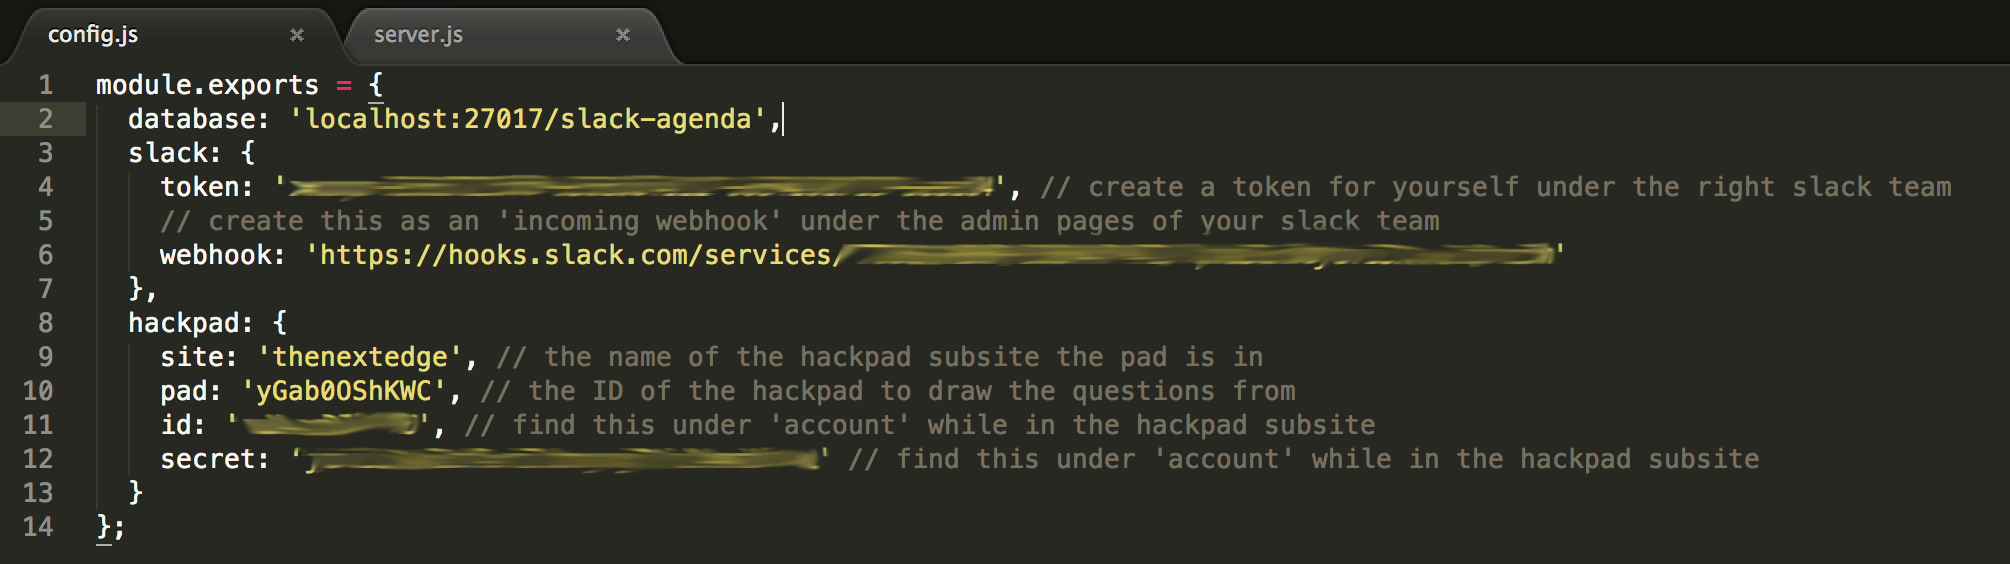 config.js × server.js ×
1 module.exports = {
2 database: 'localhost:27017/slack-agenda',
3 slack: {
4 token: '', // create a token for yourself under the right slack team
5 // create this as an 'incoming webhook' under the admin pages of your slack team
6 webhook: 'https://hooks.slack.com/services/'
7 },
8 hackpad: {
9 site: 'thenextedge', // the name of the hackpad subsite the pad is in
10 pad: 'yGab0OShKWC', // the ID of the hackpad to draw the questions from
11 id: '', // find this under 'account' while in the hackpad subsite
12 secret: '' // find this under 'account' while in the hackpad subsite
13 }
14 };